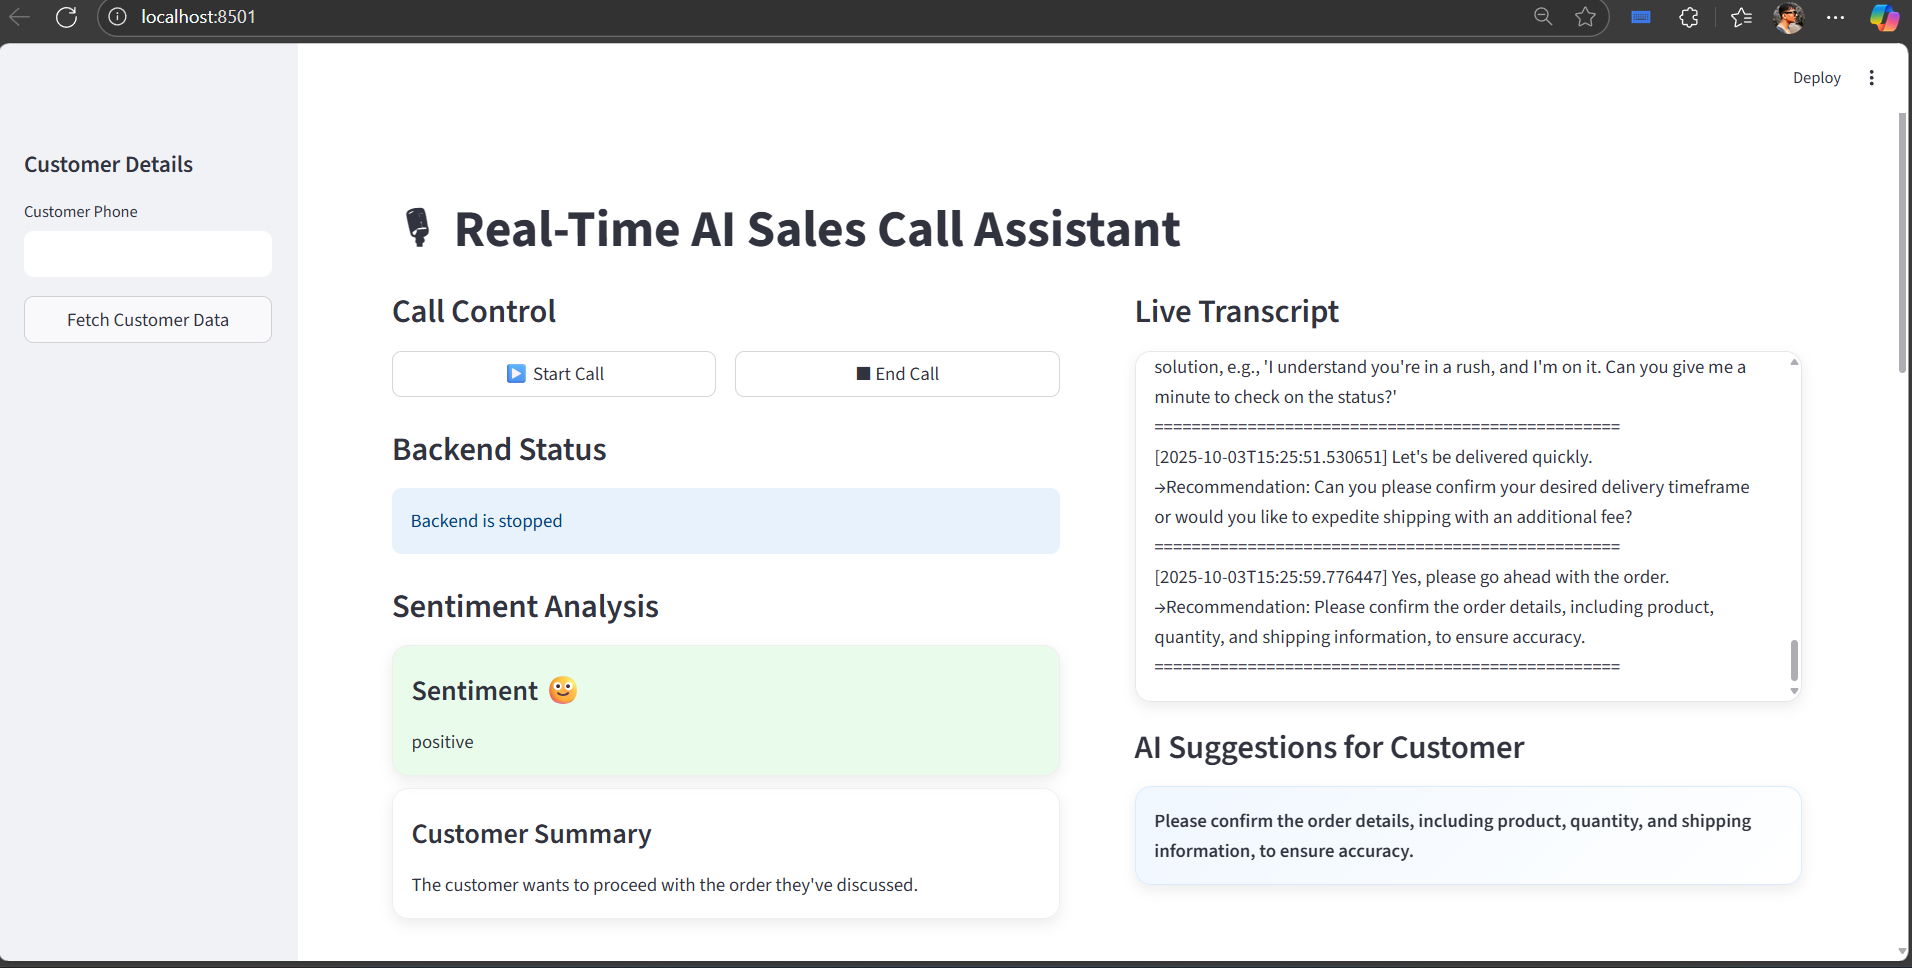 localhost:8501
Deploy
Customer Details
Customer Phone
Fetch Customer Data
🎙 Real-Time AI Sales Call Assistant
Call Control
▶️ Start Call
⏹ End Call
Backend Status
Backend is stopped
Sentiment Analysis
Sentiment 🙂
positive
Customer Summary
The customer wants to proceed with the order they've discussed.
Live Transcript
solution, e.g., 'I understand you're in a rush, and I'm on it. Can you give me a
minute to check on the status?'
==================================================
[2025-10-03T15:25:51.530651] Let's be delivered quickly.
→Recommendation: Can you please confirm your desired delivery timeframe
or would you like to expedite shipping with an additional fee?
==================================================
[2025-10-03T15:25:59.776447] Yes, please go ahead with the order.
→Recommendation: Please confirm the order details, including product,
quantity, and shipping information, to ensure accuracy.
==================================================
AI Suggestions for Customer
Please confirm the order details, including product, quantity, and shipping
information, to ensure accuracy.